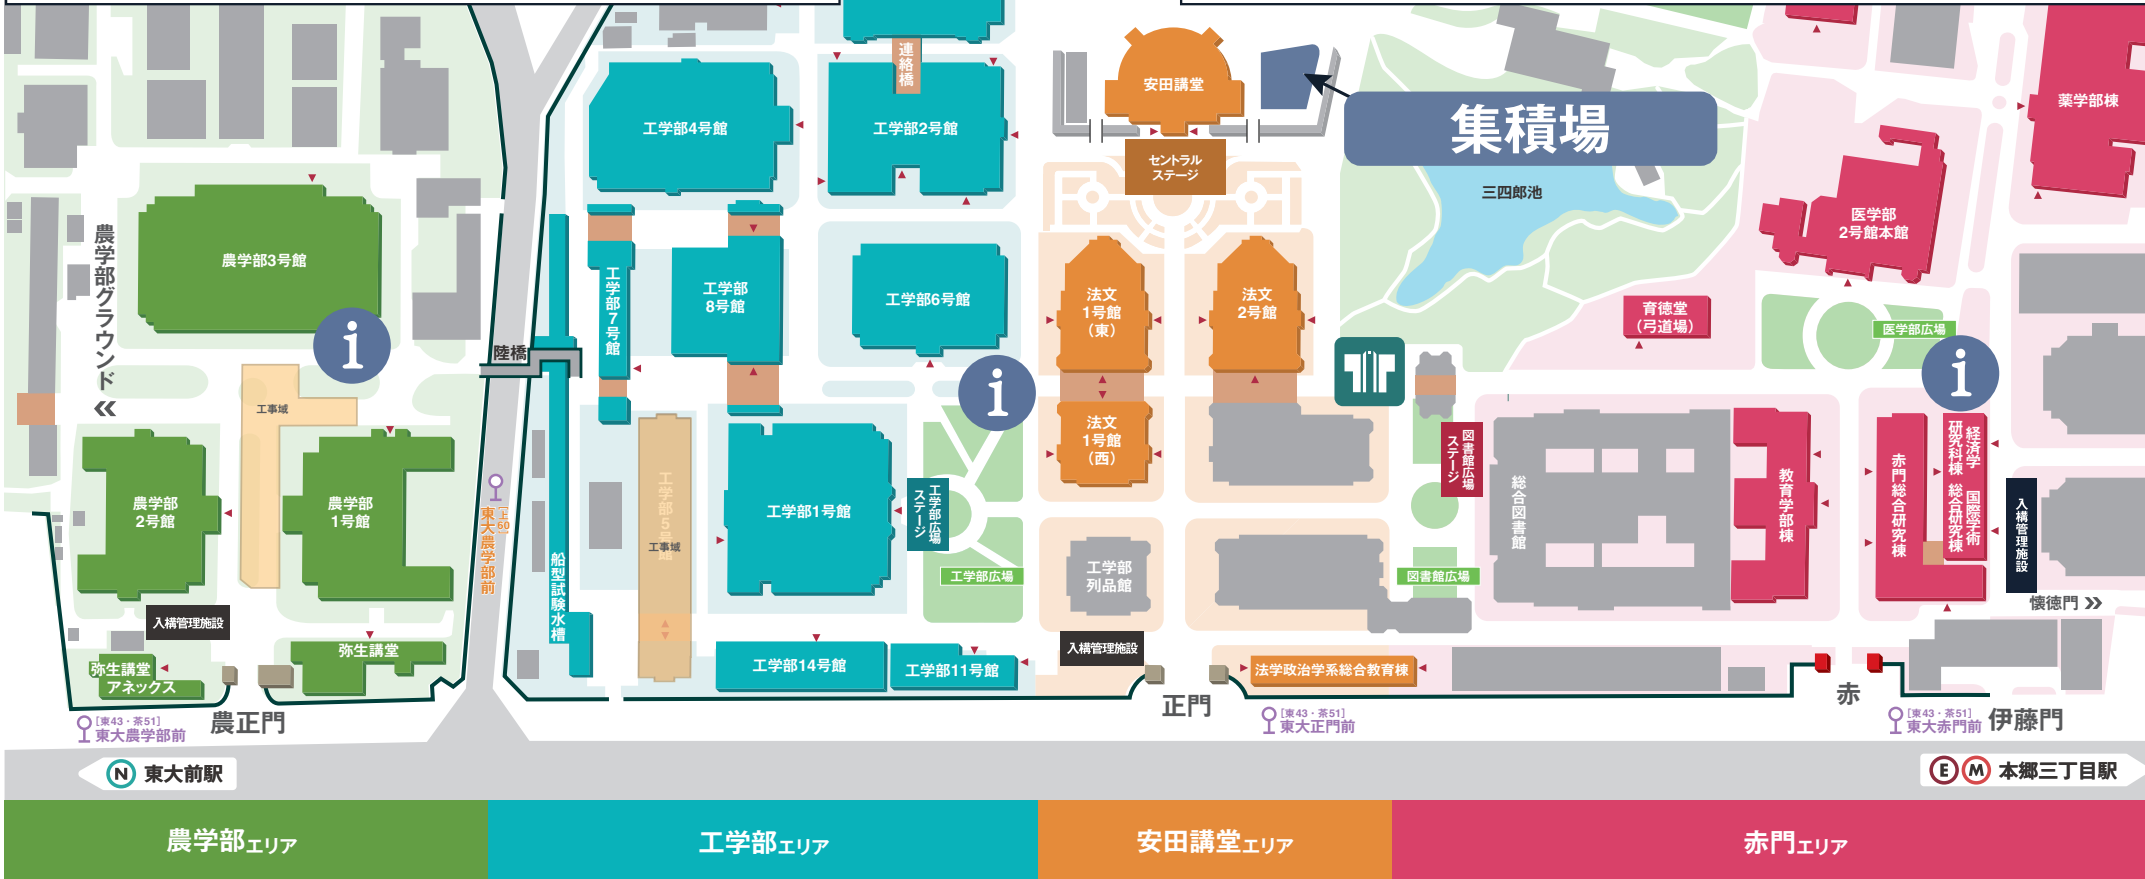 連絡橋
安田講堂
集積場
薬学部棟
工学部4号館
工学部2号館
セントラル
ステージ
三四郎池
医学部
2号館本館
農学部グラウンド
農学部3号館
工学部7号館
工学部
8号館
工学部6号館
法文
1号館
(東)
法文
2号館
育徳堂
(弓道場)
医学部広場
陸橋
工事域
法文
1号館
(西)
図書館広場
ステージ
総合図書館
教育学部棟
赤門総合研究棟
経済学
研究科棟
国際学術
総合研究棟
入構管理施設
農学部
2号館
農学部
1号館
[上60]
東大農学部前
船型試験水槽
工学部5号館
工事域
工学部1号館
工学部広場
ステージ
工学部広場
工学部
列品館
図書館広場
懐徳門
入構管理施設
入構管理施設
弥生講堂
アネックス
弥生講堂
工学部14号館
工学部11号館
法学政治学系総合教育棟
[東43・茶51]
東大農学部前
農正門
正門
[東43・茶51]
東大正門前
赤
[東43・茶51]
東大赤門前
伊藤門
N 東大前駅
E M 本郷三丁目駅
農学部エリア
工学部エリア
安田講堂エリア
赤門エリア